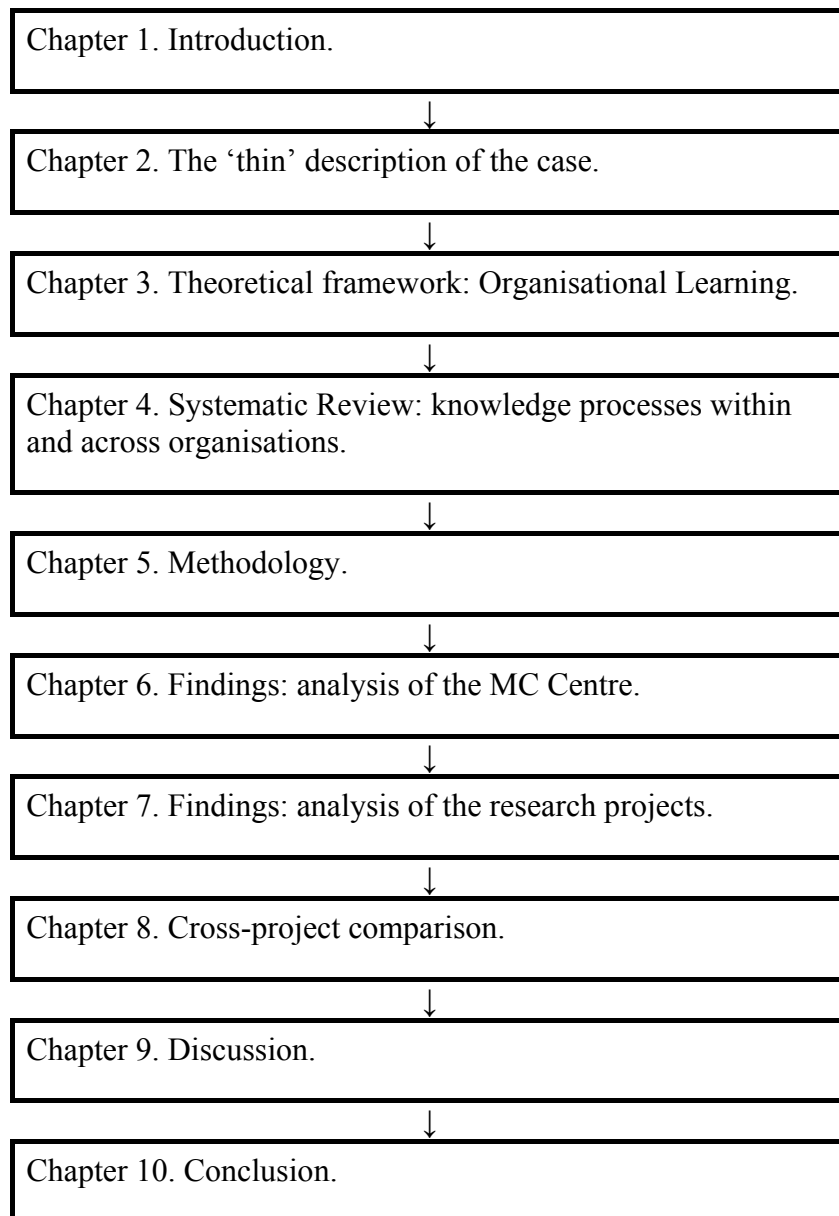 Chapter 1. Introduction.
↓
Chapter 2. The ‘thin’ description of the case.
↓
Chapter 3. Theoretical framework: Organisational Learning.
↓
Chapter 4. Systematic Review: knowledge processes within
and across organisations.
↓
Chapter 5. Methodology.
↓
Chapter 6. Findings: analysis of the MC Centre.
↓
Chapter 7. Findings: analysis of the research projects.
↓
Chapter 8. Cross-project comparison.
↓
Chapter 9. Discussion.
↓
Chapter 10. Conclusion.